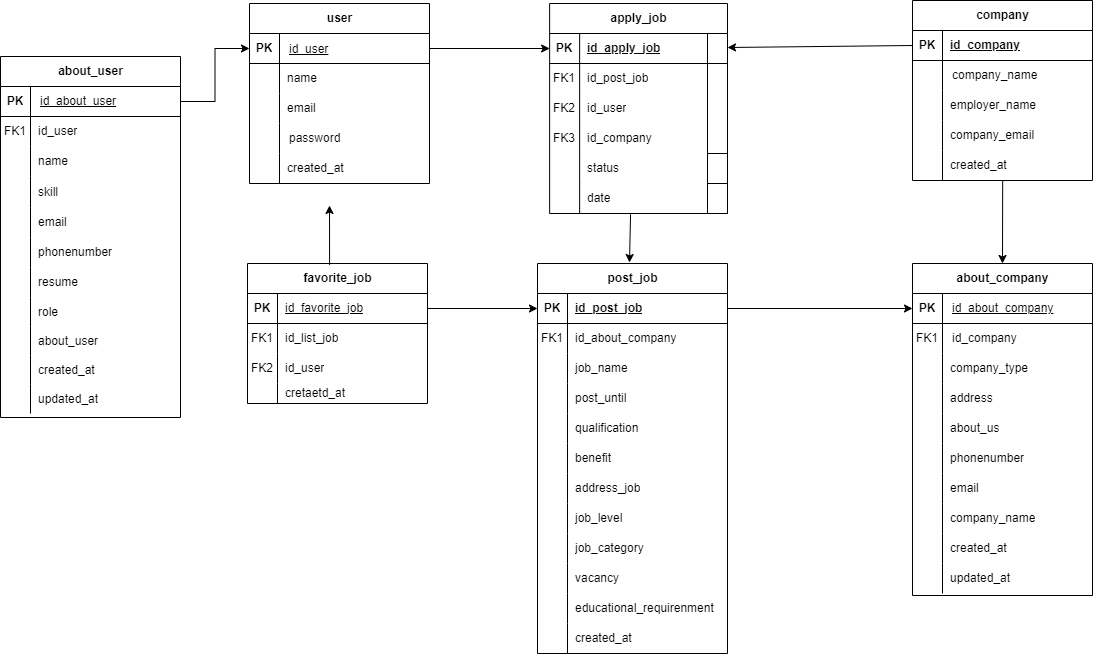 about_user
PK id_about_user
FK1 id_user
name
skill
email
phonenumber
resume
role
about_user
created_at
updated_at
user
PK id_user
name
email
password
created_at
favorite_job
PK id_favorite_job
FK1 id_list_job
FK2 id_user
cretaetd_at
apply_job
PK id_apply_job
FK1 id_post_job
FK2 id_user
FK3 id_company
status
date
post_job
PK id_post_job
FK1 id_about_company
job_name
post_until
qualification
benefit
address_job
job_level
job_category
vacancy
educational_requirenment
created_at
company
PK id_company
company_name
employer_name
company_email
created_at
about_company
PK id_about_company
FK1 id_company
company_type
address
about_us
phonenumber
email
company_name
created_at
updated_at